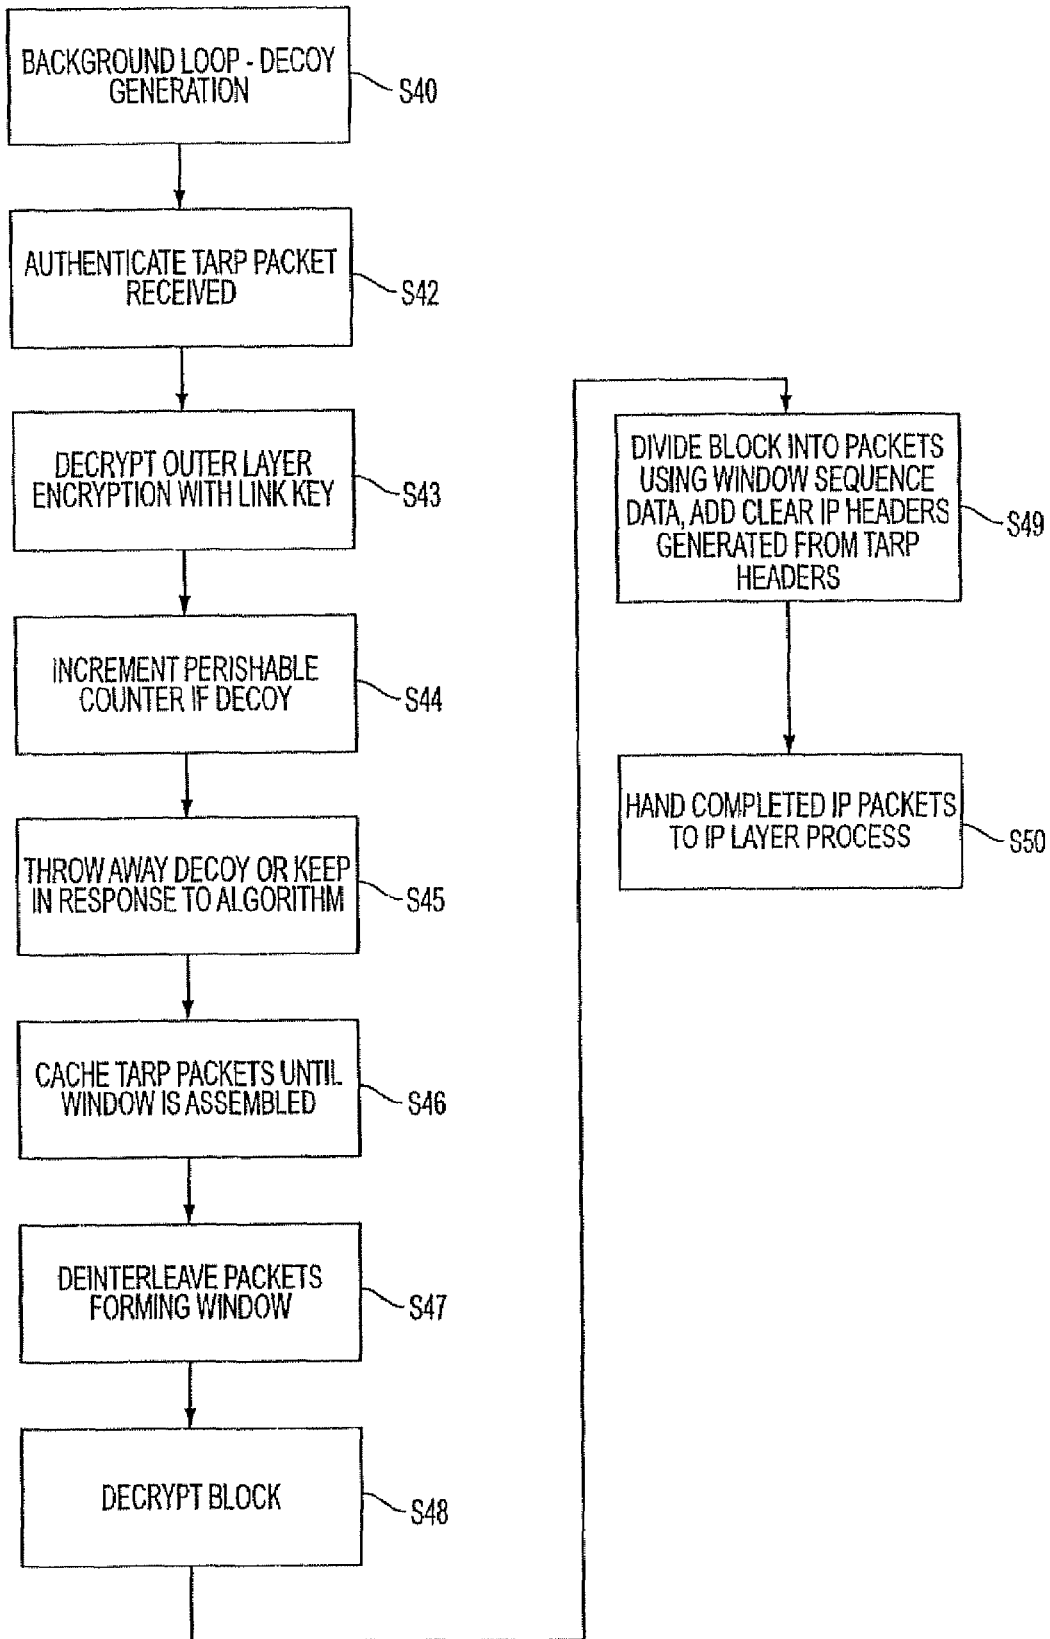 BACKGROUND LOOP - DECOY
GENERATION
S40
AUTHENTICATE TARP PACKET
RECEIVED
S42
DECRYPT OUTER LAYER
ENCRYPTION WITH LINK KEY
S43
INCREMENT PERISHABLE
COUNTER IF DECOY
S44
THROW AWAY DECOY OR KEEP
IN RESPONSE TO ALGORITHM
S45
CACHE TARP PACKETS UNTIL
WINDOW IS ASSEMBLED
S46
DEINTERLEAVE PACKETS
FORMING WINDOW
S47
DECRYPT BLOCK
S48
DIVIDE BLOCK INTO PACKETS
USING WINDOW SEQUENCE
DATA, ADD CLEAR IP HEADERS
GENERATED FROM TARP
HEADERS
S49
HAND COMPLETED IP PACKETS
TO IP LAYER PROCESS
S50